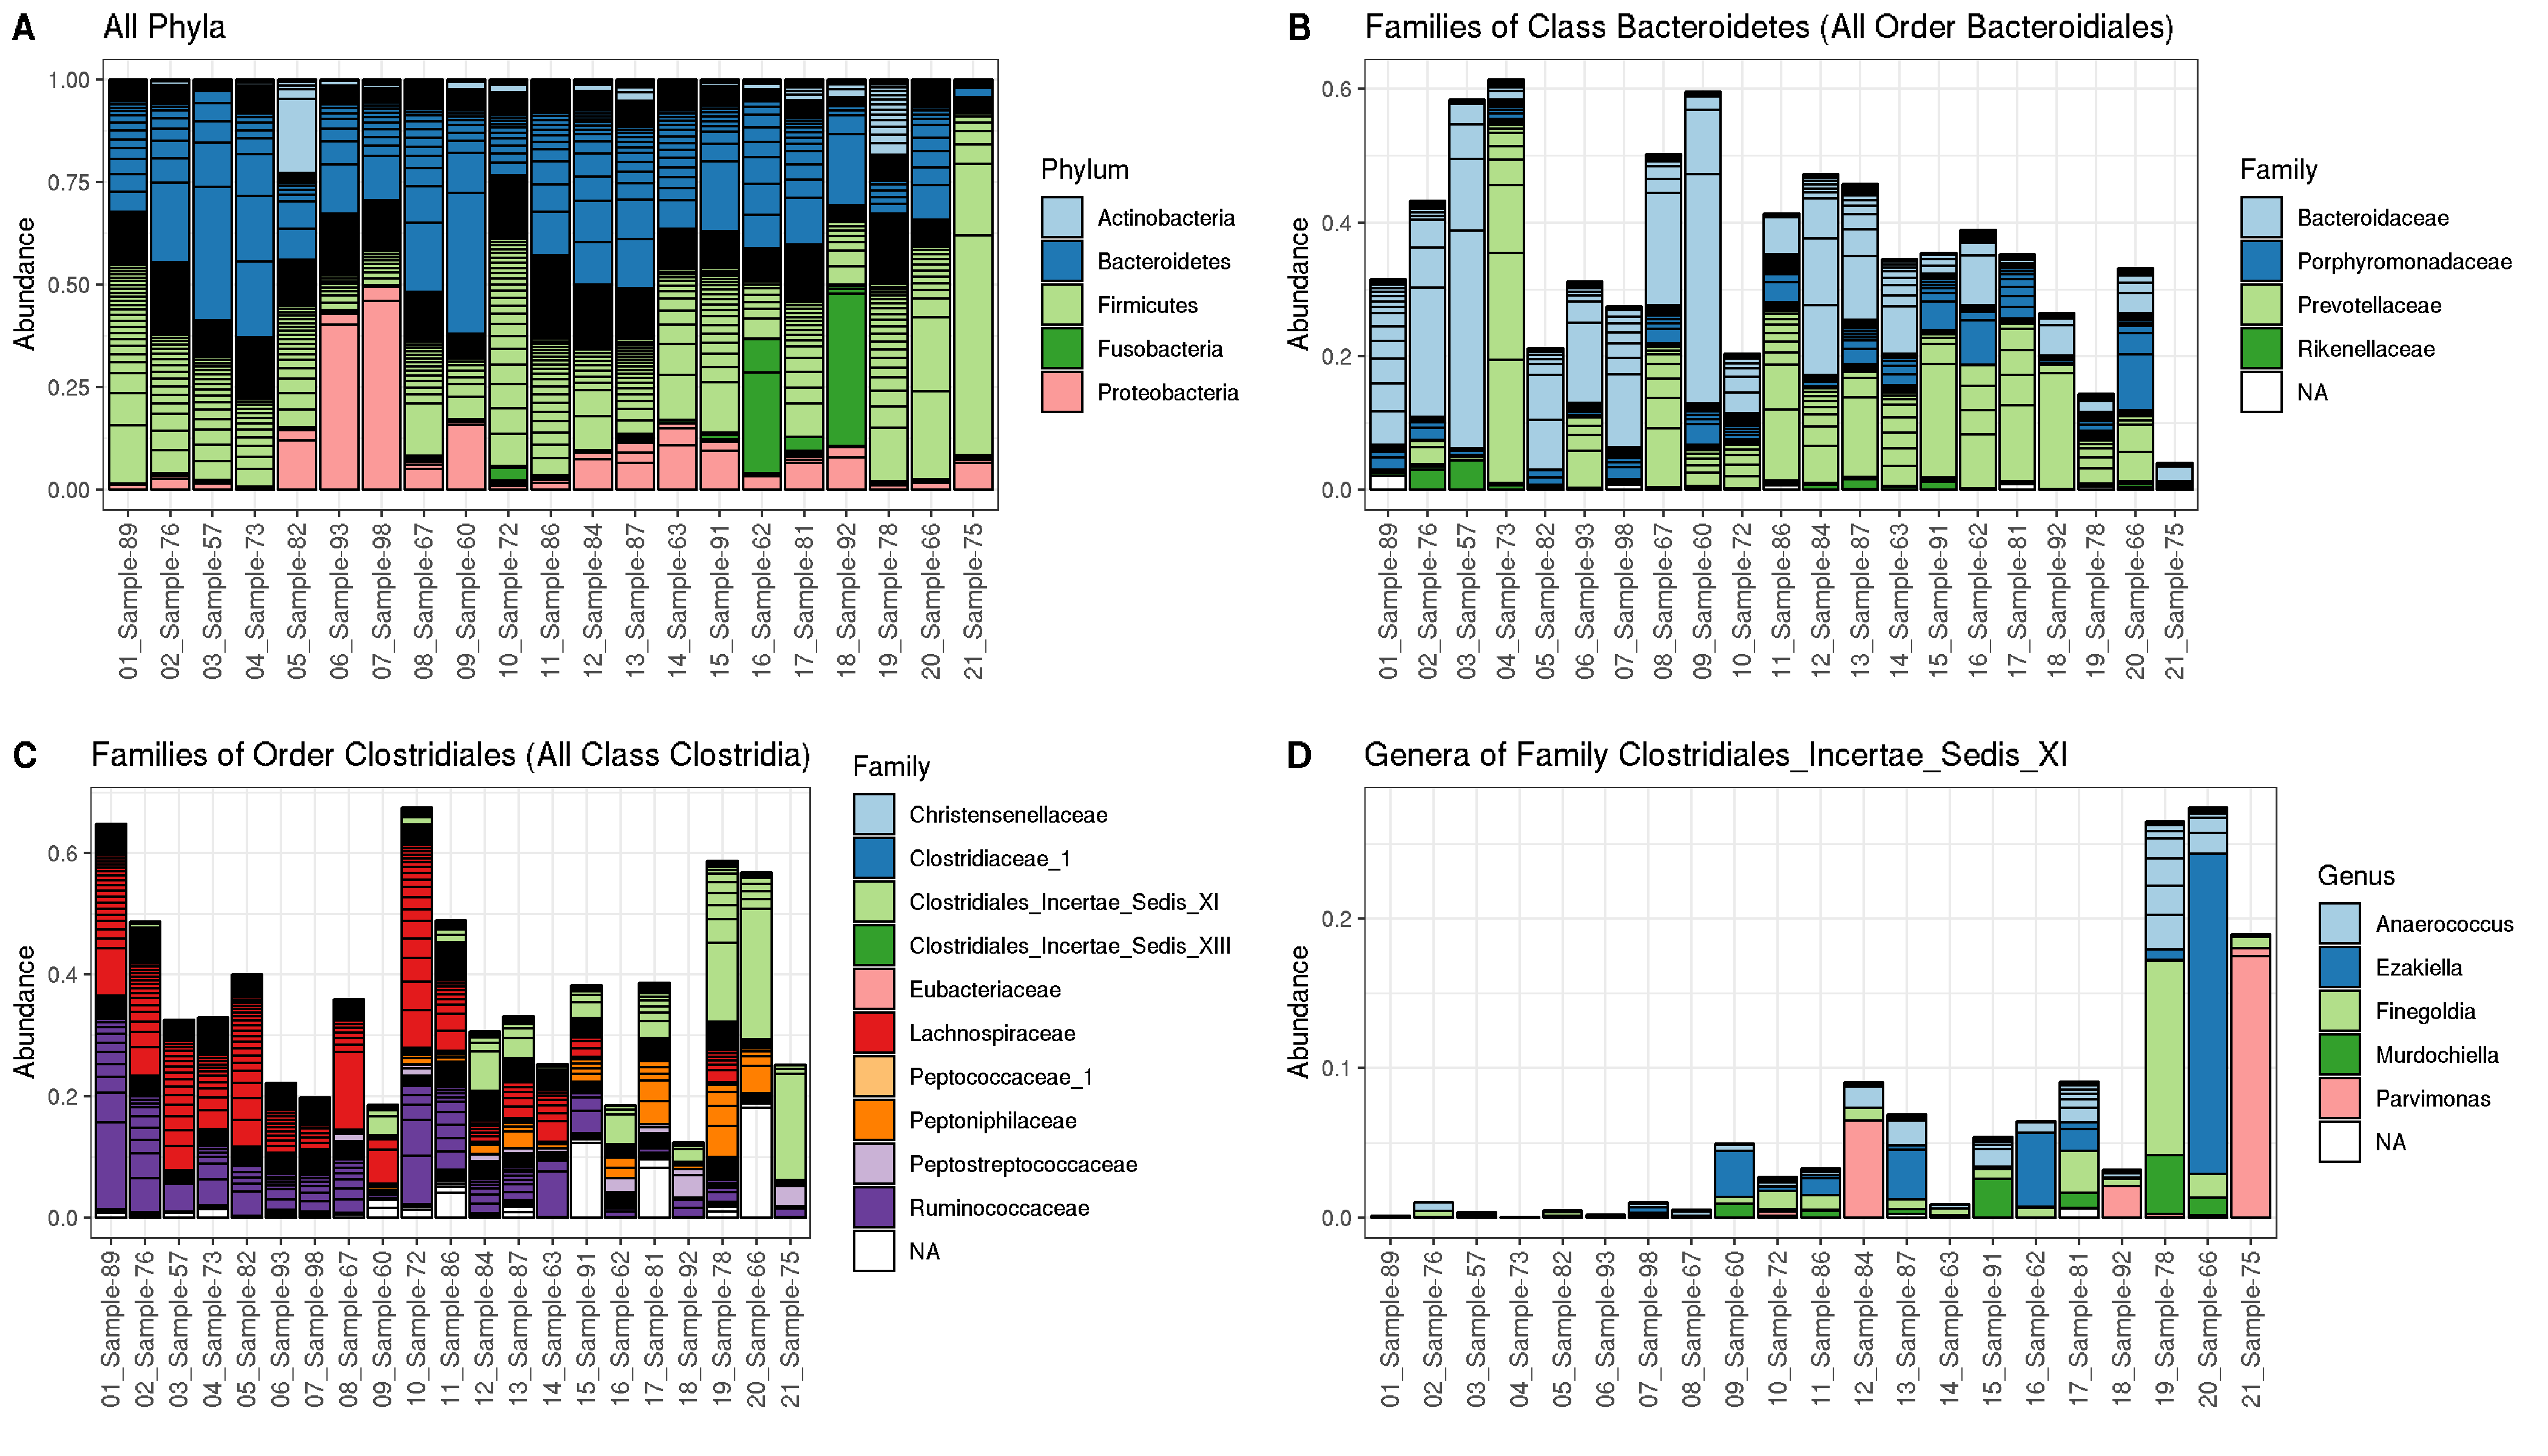 A All Phyla
1.00
0.75
0.50
0.25
0.00
Abundance
01_Sample-89
02_Sample-76
03_Sample-57
04_Sample-73
05_Sample-82
06_Sample-93
07_Sample-98
08_Sample-67
09_Sample-60
10_Sample-72
11_Sample-86
12_Sample-84
13_Sample-87
14_Sample-63
15_Sample-91
16_Sample-62
17_Sample-81
18_Sample-92
19_Sample-78
20_Sample-66
21_Sample-75
Phylum
Actinobacteria
Bacteroidetes
Firmicutes
Fusobacteria
Proteobacteria
B Families of Class Bacteroidetes (All Order Bacteroidiales)
0.6
0.4
0.2
0.0
Abundance
01_Sample-89
02_Sample-76
03_Sample-57
04_Sample-73
05_Sample-82
06_Sample-93
07_Sample-98
08_Sample-67
09_Sample-60
10_Sample-72
11_Sample-86
12_Sample-84
13_Sample-87
14_Sample-63
15_Sample-91
16_Sample-62
17_Sample-81
18_Sample-92
19_Sample-78
20_Sample-66
21_Sample-75
Family
Bacteroidaceae
Porphyromonadaceae
Prevotellaceae
Rikenellaceae
NA
C Families of Order Clostridiales (All Class Clostridia)
0.6
0.4
0.2
0.0
Abundance
01_Sample-89
02_Sample-76
03_Sample-57
04_Sample-73
05_Sample-82
06_Sample-93
07_Sample-98
08_Sample-67
09_Sample-60
10_Sample-72
11_Sample-86
12_Sample-84
13_Sample-87
14_Sample-63
15_Sample-91
16_Sample-62
17_Sample-81
18_Sample-92
19_Sample-78
20_Sample-66
21_Sample-75
Family
Christensenellaceae
Clostridiaceae_1
Clostridiales_Incertae_Sedis_XI
Clostridiales_Incertae_Sedis_XIII
Eubacteriaceae
Lachnospiraceae
Peptococcaceae_1
Peptoniphilaceae
Peptostreptococcaceae
Ruminococcaceae
NA
D Genera of Family Clostridiales_Incertae_Sedis_XI
0.2
0.1
0.0
Abundance
01_Sample-89
02_Sample-76
03_Sample-57
04_Sample-73
05_Sample-82
06_Sample-93
07_Sample-98
08_Sample-67
09_Sample-60
10_Sample-72
11_Sample-86
12_Sample-84
13_Sample-87
14_Sample-63
15_Sample-91
16_Sample-62
17_Sample-81
18_Sample-92
19_Sample-78
20_Sample-66
21_Sample-75
Genus
Anaerococcus
Ezakiella
Finegoldia
Murdochiella
Parvimonas
NA